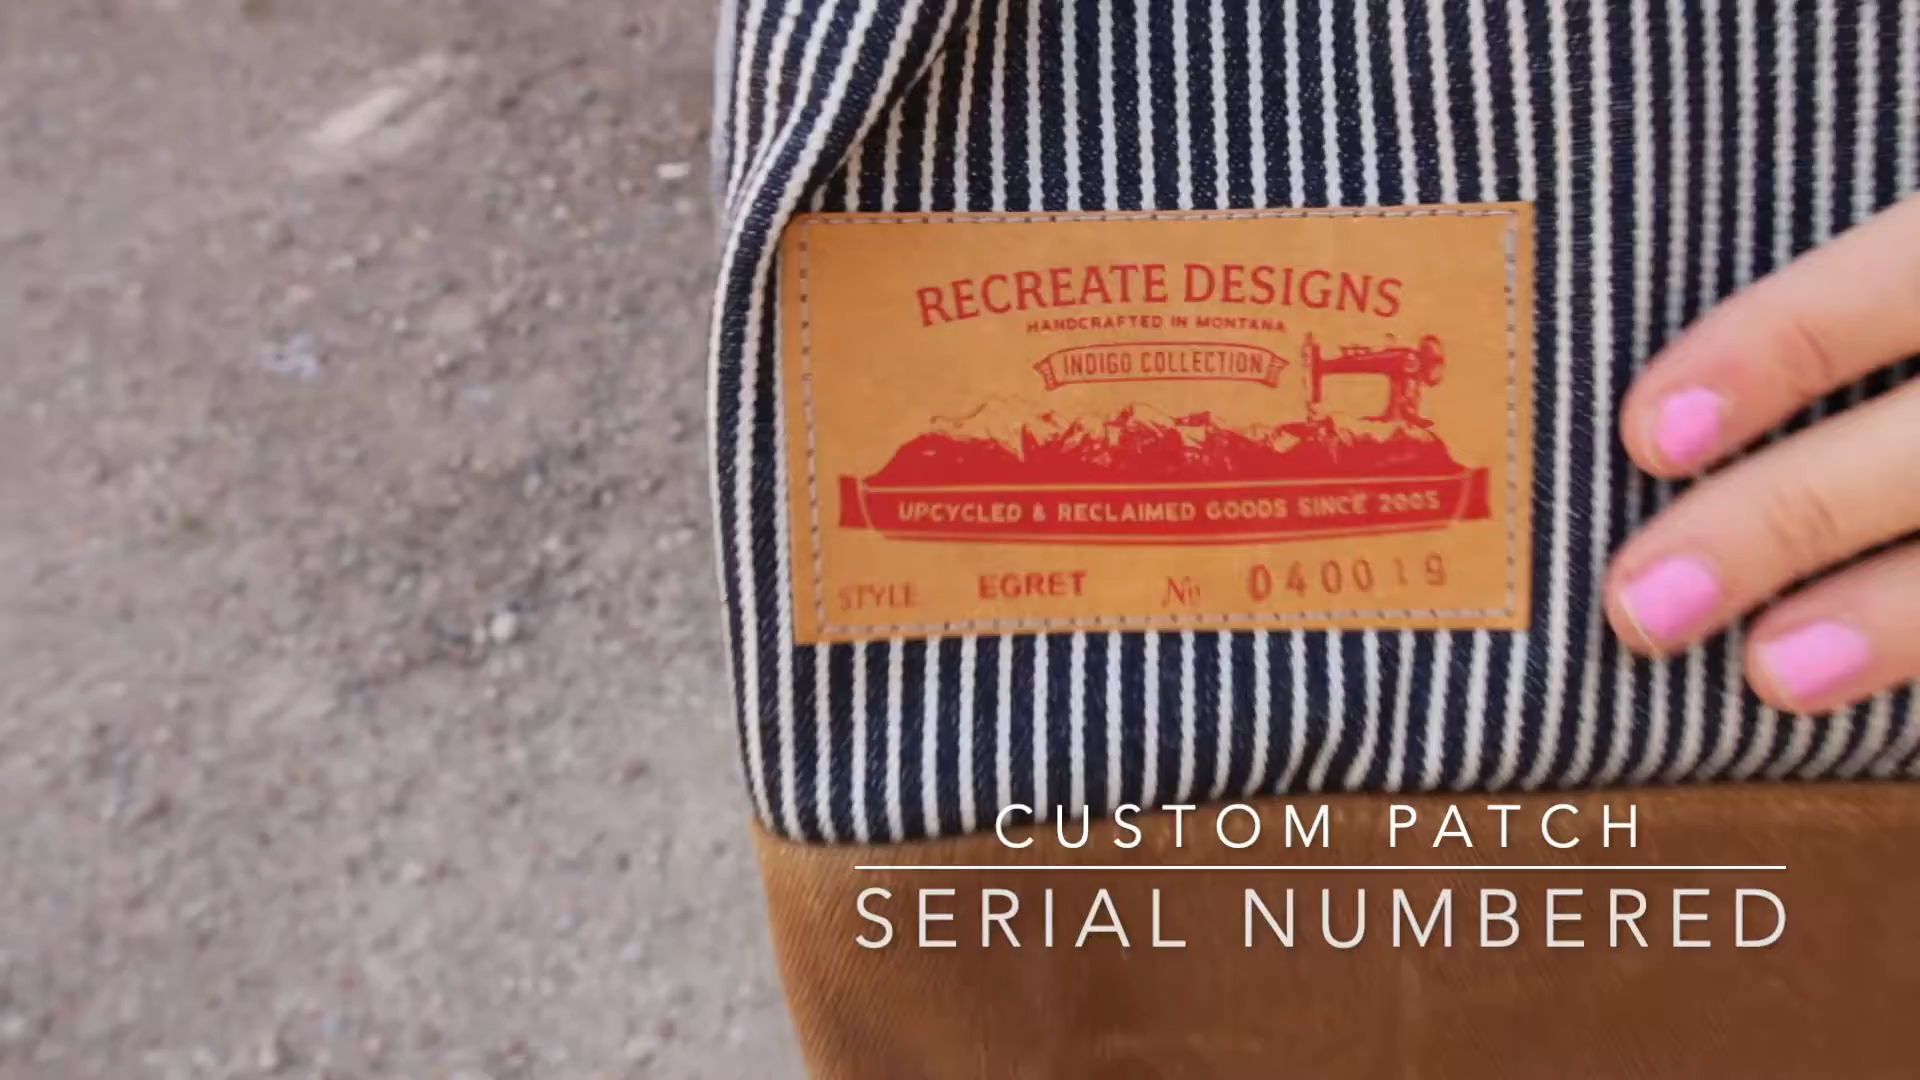 RECREATE DESIGNS
HANDCRAFTED IN MONTANA
INDIGO COLLECTION
UPCYCLED & RECLAIMED GOODS SINCE 2005
STYLE EGRET No 040019
CUSTOM PATCH
SERIAL NUMBERED